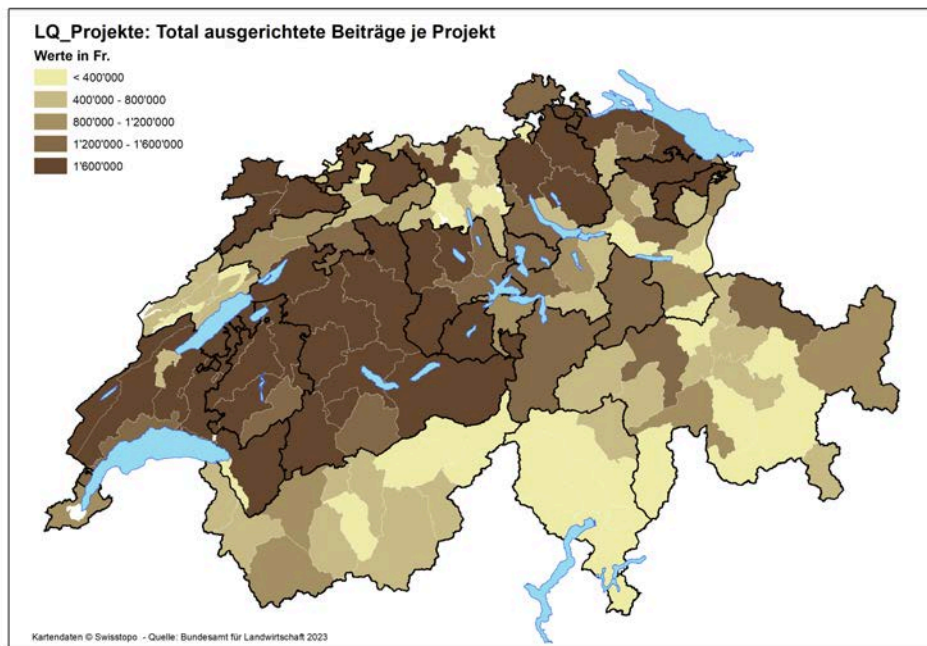 LQ_Projekte: Total ausgerichtete Beiträge je Projekt
Werte in Fr.
< 400'000
400'000 - 800'000
800'000 - 1'200'000
1'200'000 - 1'600'000
1'600'000
Kartendaten © Swisstopo - Quelle: Bundesamt für Landwirtschaft 2023